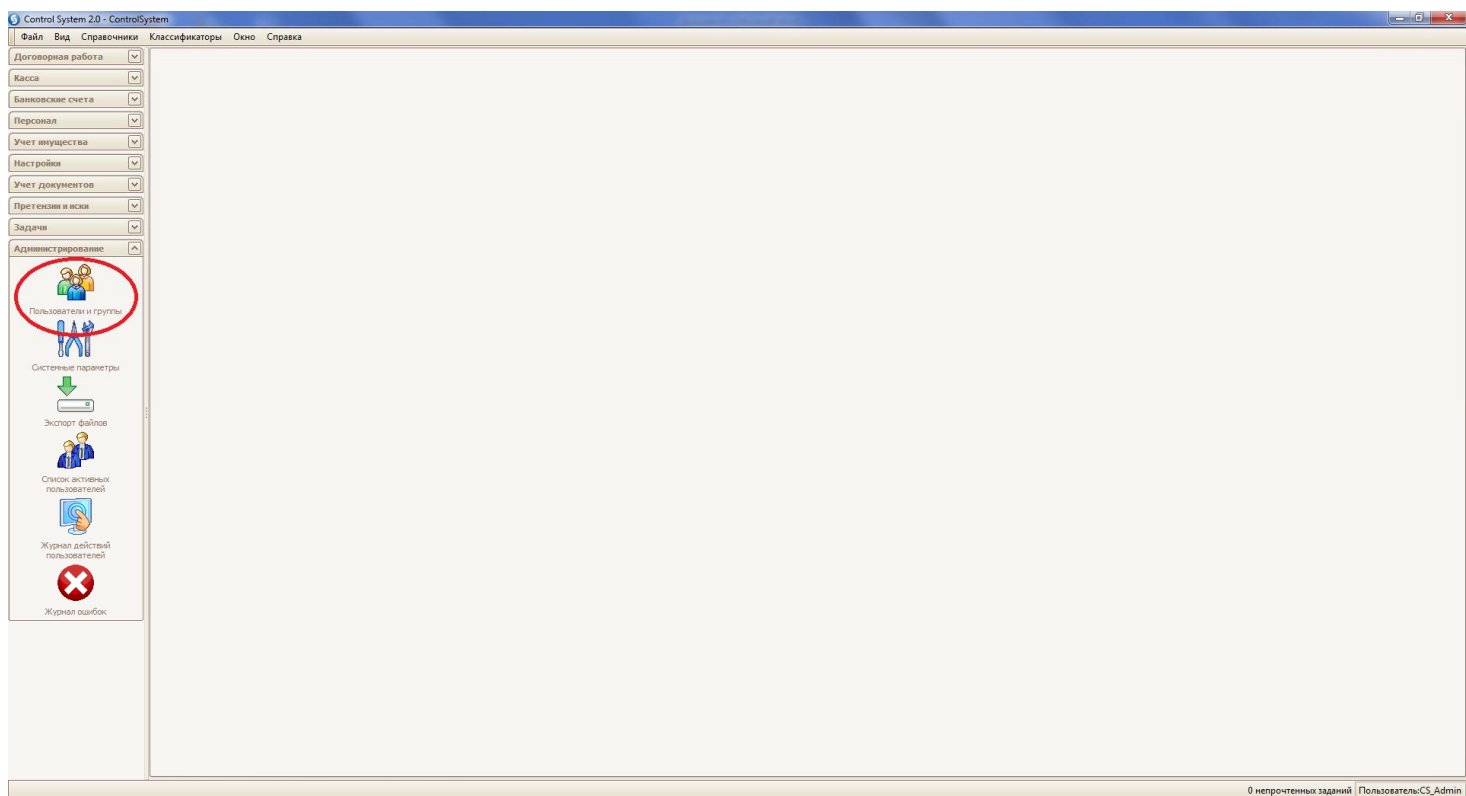 Control System 2.0 - ControlSystem
Файл Вид Справочники Классификаторы Окно Справка
Договорная работа
Касса
Банковские счета
Персонал
Учет имущества
Настройки
Учет документов
Претензии и иски
Задачи
Администрирование
Пользователи и группы
Системные параметры
Экспорт файлов
Список активных
пользователей
Журнал действий
пользователей
Журнал ошибок
0 непрочтенных заданий Пользователь:CS_Admin